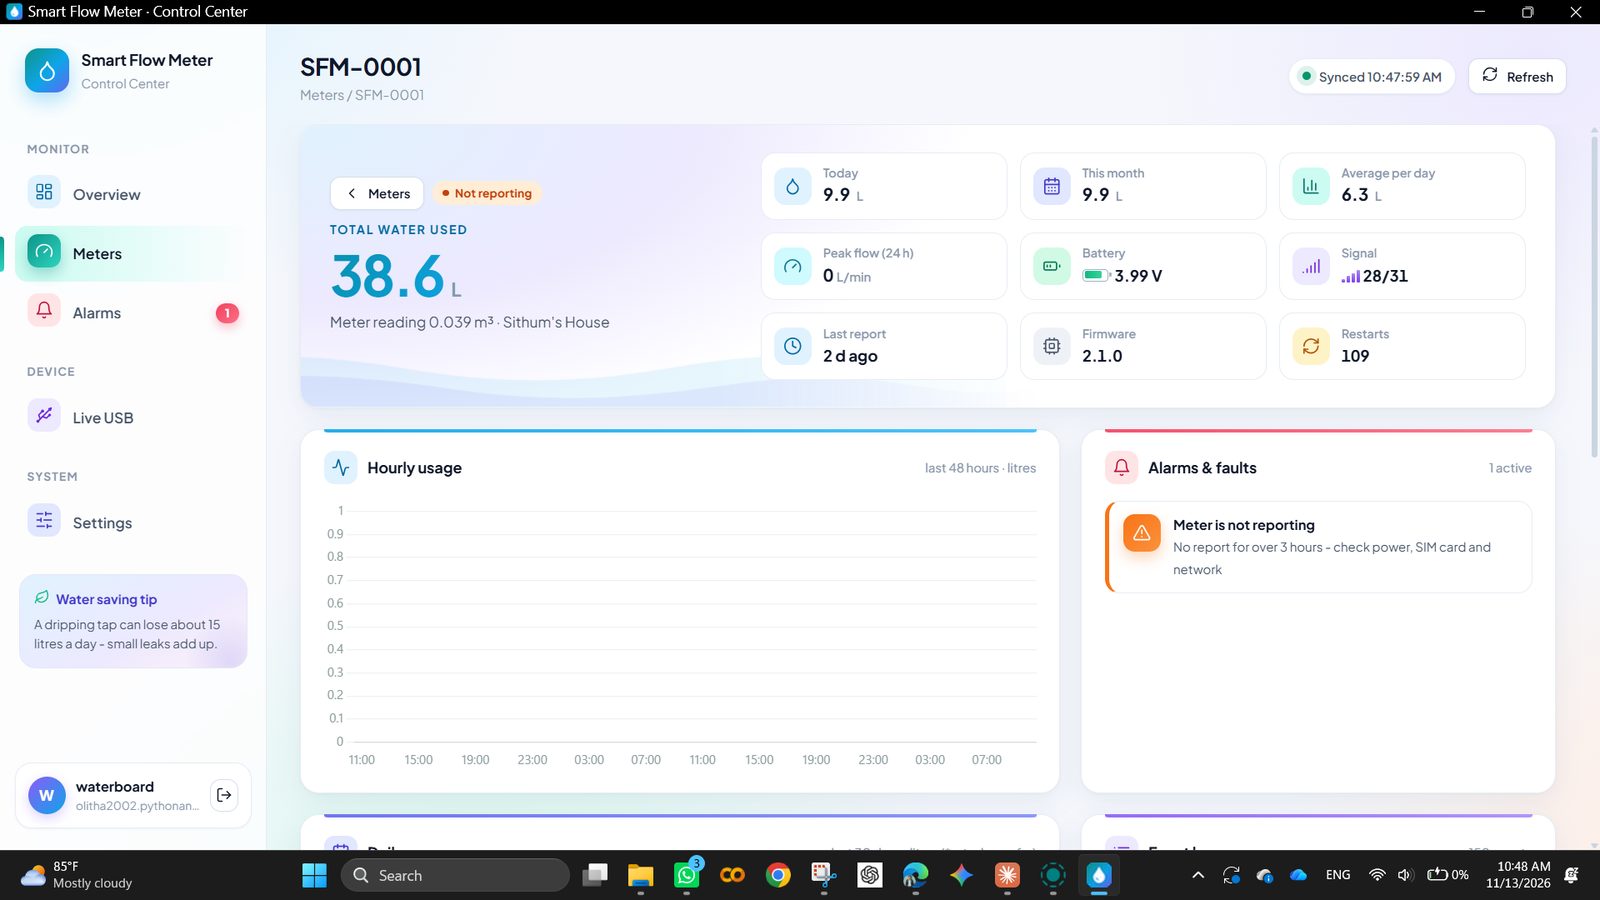 Smart Flow Meter · Control Center
Smart Flow Meter
Control Center
MONITOR
Overview
Meters
Alarms
1
DEVICE
Live USB
SYSTEM
Settings
Water saving tip
A dripping tap can lose about 15
litres a day - small leaks add up.
W
waterboard
olitha2002.pythonan...
SFM-0001
Meters / SFM-0001
Synced 10:47:59 AM
Refresh
Meters
Not reporting
TOTAL WATER USED
38.6 L
Meter reading 0.039 m³ · Sithum's House
Today
9.9 L
This month
9.9 L
Average per day
6.3 L
Peak flow (24 h)
0 L/min
Battery
3.99 V
Signal
28/31
Last report
2 d ago
Firmware
2.1.0
Restarts
109
Hourly usage
last 48 hours · litres
1
0.9
0.8
0.7
0.6
0.5
0.4
0.3
0.2
0.1
0
11:00 15:00 19:00 23:00 03:00 07:00 11:00 15:00 19:00 23:00 03:00 07:00
Alarms & faults
1 active
Meter is not reporting
No report for over 3 hours - check power, SIM card and
network
85°F
Mostly cloudy
Search
3
ENG
0%
10:48 AM
11/13/2026